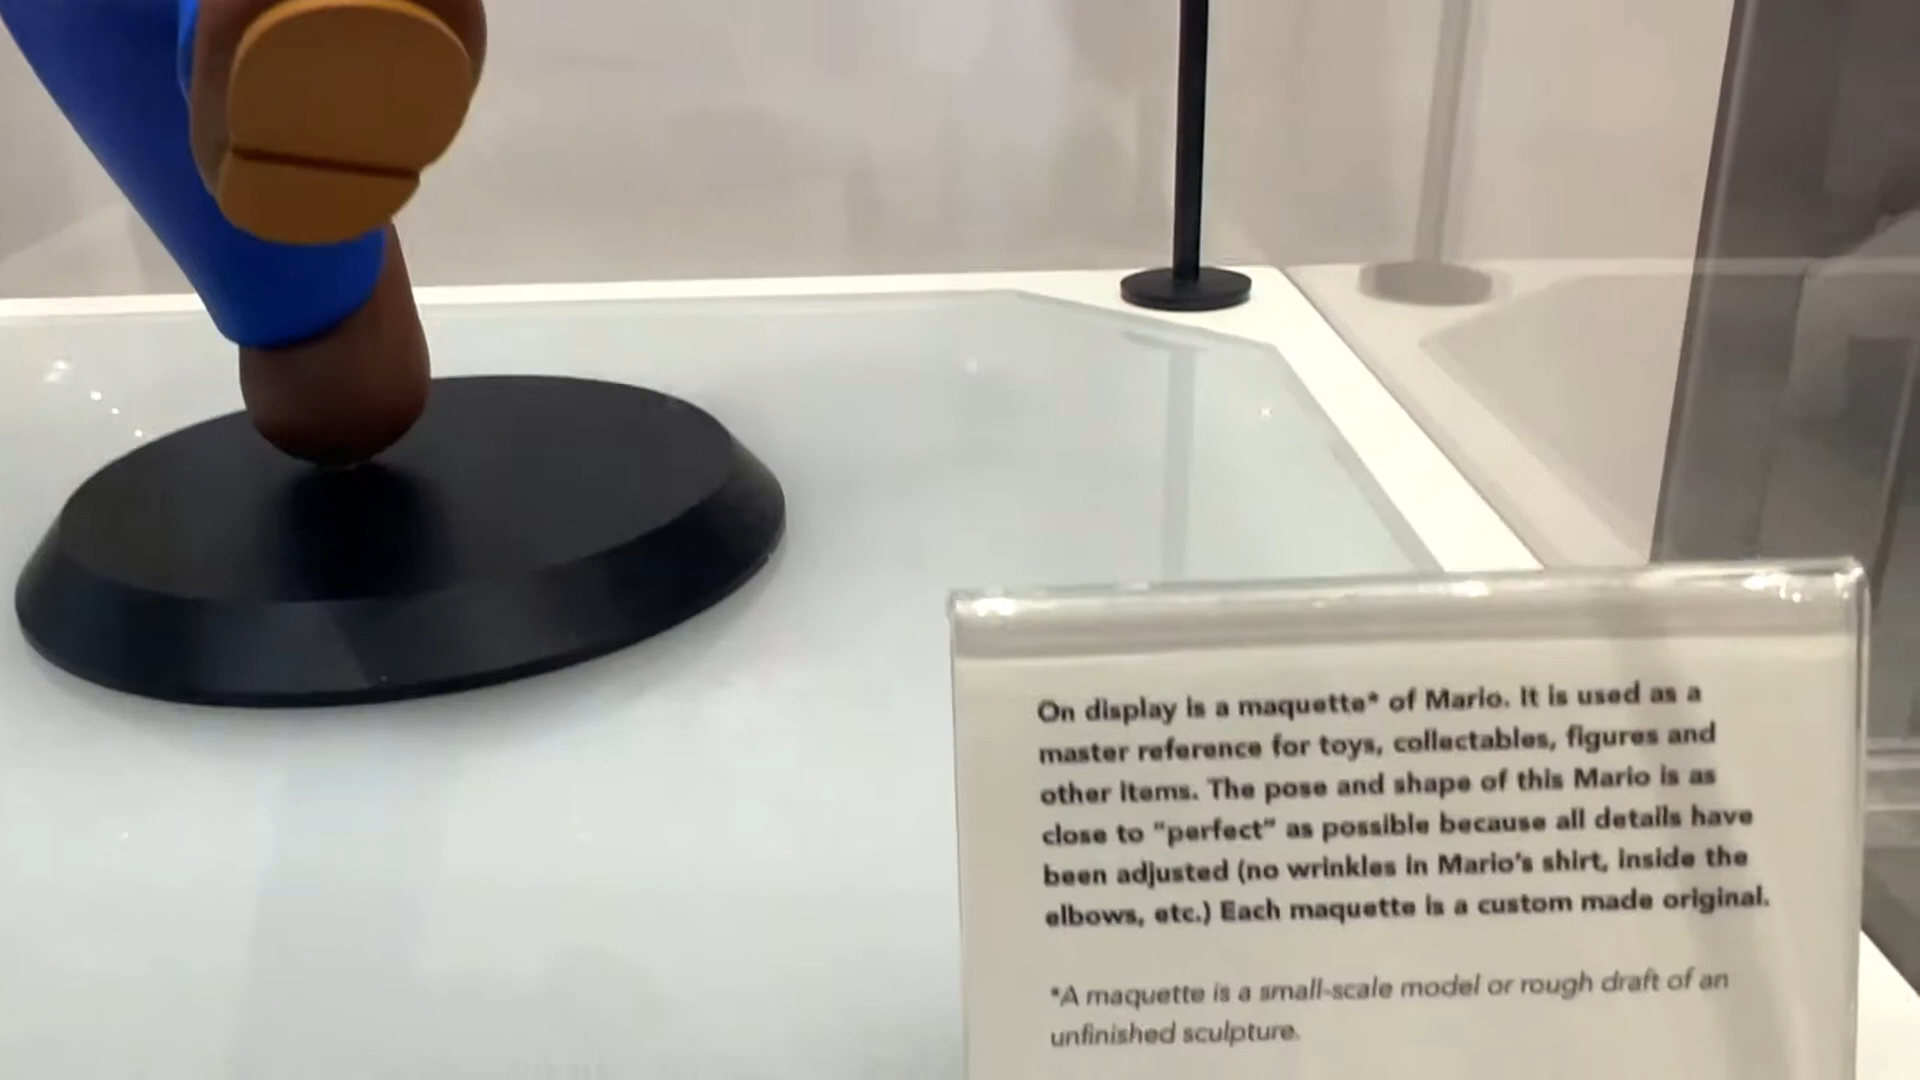 On display is a maquette* of Mario. It is used as a
master reference for toys, collectables, figures and
other items. The pose and shape of this Mario is as
close to "perfect" as possible because all details have
been adjusted (no wrinkles in Mario's shirt, inside the
elbows, etc.) Each maquette is a custom made original.
*A maquette is a small-scale model or rough draft of an
unfinished sculpture.